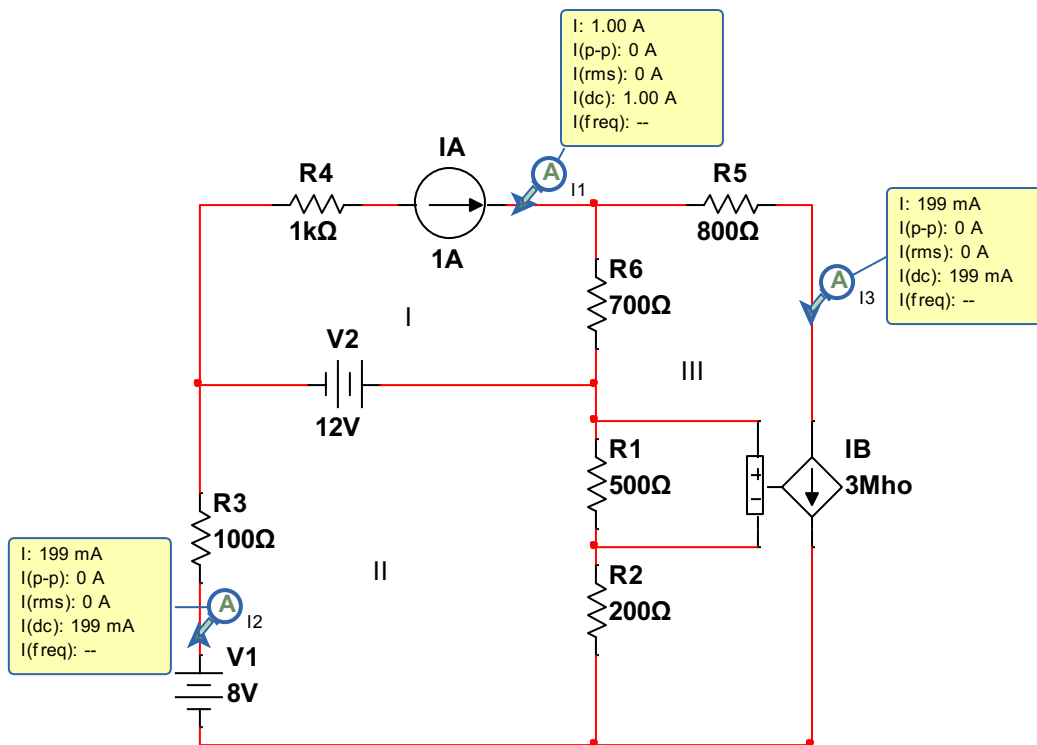 I: 1.00 A
I(p-p): 0 A
I(rms): 0 A
I(dc): 1.00 A
I(freq): --
IA
A
I1
R4
1kΩ
1A
R5
800Ω
I: 199 mA
I(p-p): 0 A
I(rms): 0 A
I(dc): 199 mA
I(freq): --
A
I3
R6
700Ω
I
V2
12V
III
R1
500Ω
+
−
IB
3Mho
R3
100Ω
I: 199 mA
I(p-p): 0 A
I(rms): 0 A
I(dc): 199 mA
I(freq): --
A
I2
II
R2
200Ω
V1
8V